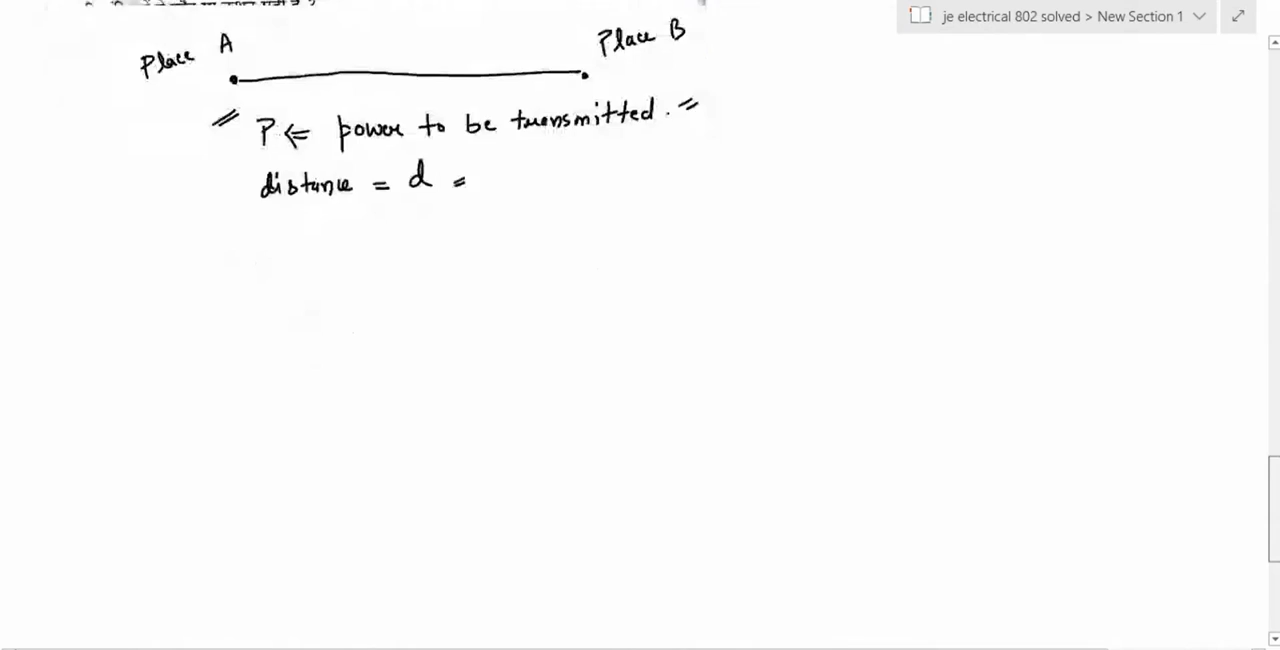 je electrical 802 solved > New Section 1
Place A
Place B
P ⇐ power to be transmitted.
distance = d